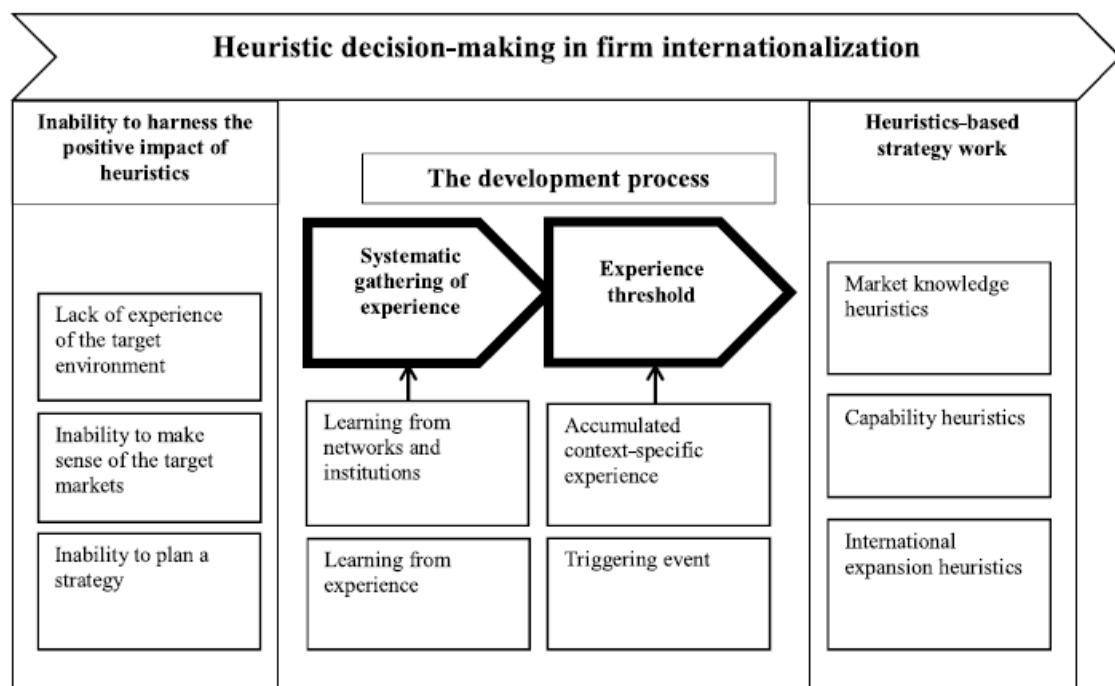 Heuristic decision-making in firm internationalization
Inability to harness the
positive impact of
heuristics
Lack of experience
of the target
environment
Inability to make
sense of the target
markets
Inability to plan a
strategy
The development process
Systematic
gathering of
experience
Experience
threshold
Learning from
networks and
institutions
Accumulated
context-specific
experience
Learning from
experience
Triggering event
Heuristics-based
strategy work
Market knowledge
heuristics
Capability heuristics
International
expansion heuristics